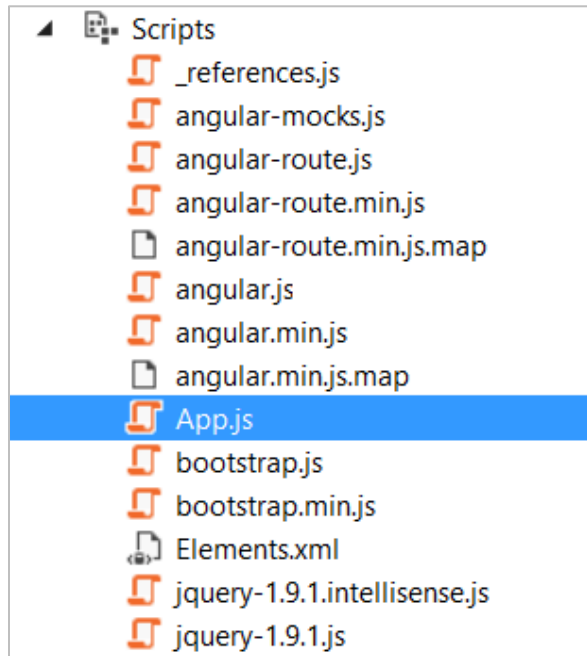 Scripts
_references.js
angular-mocks.js
angular-route.js
angular-route.min.js
angular-route.min.js.map
angular.js
angular.min.js
angular.min.js.map
App.js
bootstrap.js
bootstrap.min.js
Elements.xml
jquery-1.9.1.intellisense.js
jquery-1.9.1.js